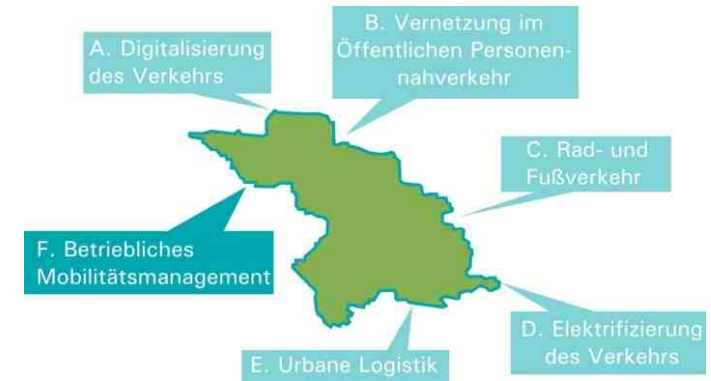 A. Digitalisierung
des Verkehrs
B. Vernetzung im
Öffentlichen Personen-
nahverkehr
C. Rad- und
Fußverkehr
D. Elektrifizierung
des Verkehrs
E. Urbane Logistik
F. Betriebliches
Mobilitätsmanagement